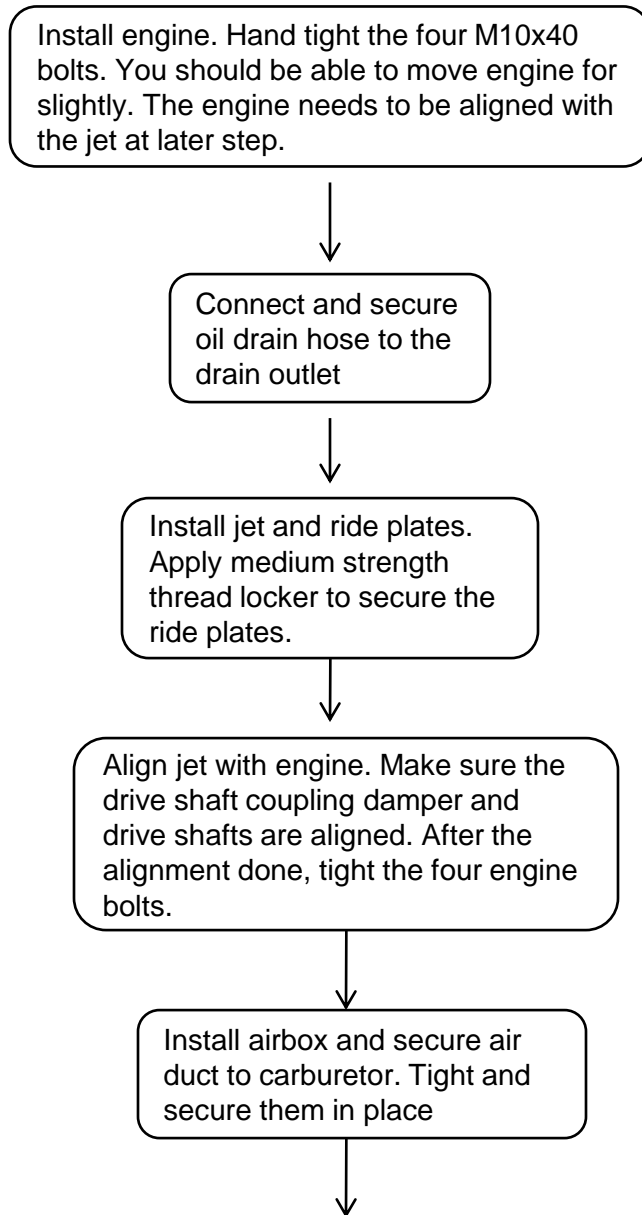 Install engine. Hand tight the four M10x40
bolts. You should be able to move engine for
slightly. The engine needs to be aligned with
the jet at later step.
Connect and secure
oil drain hose to the
drain outlet
Install jet and ride plates.
Apply medium strength
thread locker to secure the
ride plates.
Align jet with engine. Make sure the
drive shaft coupling damper and
drive shafts are aligned. After the
alignment done, tight the four engine
bolts.
Install airbox and secure air
duct to carburetor. Tight and
secure them in place